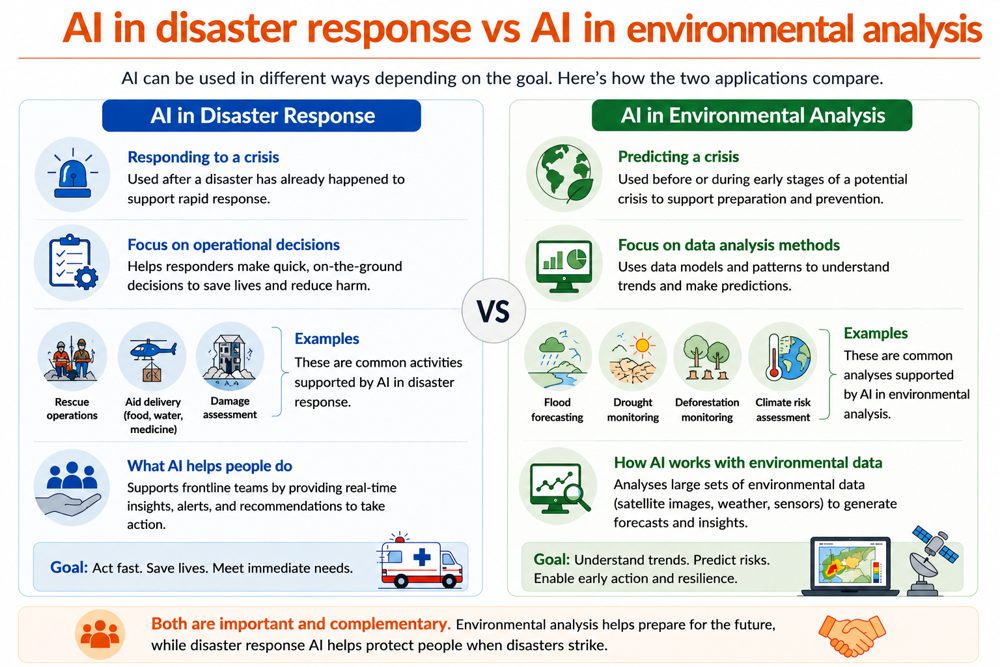 AI in disaster response vs AI in environmental analysis
AI can be used in different ways depending on the goal. Here's how the two applications compare.
AI in Disaster Response
Responding to a crisis
Used after a disaster has already happened to
support rapid response.
Focus on operational decisions
Helps responders make quick, on-the-ground
decisions to save lives and reduce harm.
Rescue
operations
Aid delivery
(food, water,
medicine)
Damage
assessment
Examples
These are common activities
supported by AI in disaster
response.
What AI helps people do
Supports frontline teams by providing real-time
insights, alerts, and recommendations to take
action.
Goal: Act fast. Save lives. Meet immediate needs.
VS
AI in Environmental Analysis
Predicting a crisis
Used before or during early stages of a potential
crisis to support preparation and prevention.
Focus on data analysis methods
Uses data models and patterns to understand
trends and make predictions.
Flood
forecasting
Drought
monitoring
Deforestation
monitoring
Climate risk
assessment
Examples
These are common
analyses supported
by AI in environmental
analysis.
How AI works with environmental data
Analyses large sets of environmental data
(satellite images, weather, sensors) to generate
forecasts and insights.
Goal: Understand trends. Predict risks.
Enable early action and resilience.
Both are important and complementary. Environmental analysis helps prepare for the future,
while disaster response AI helps protect people when disasters strike.